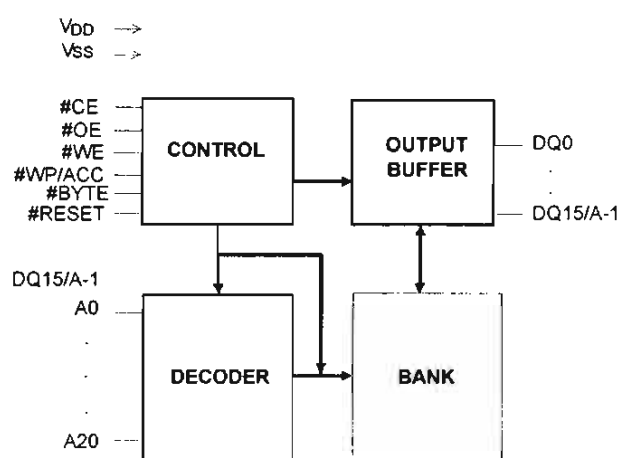 VDD
VSS
#CE
#OE
#WE
#WP/ACC
#BYTE
#RESET
CONTROL
OUTPUT
BUFFER
DQ0
DQ15/A-1
DQ15/A-1
A0
A20
DECODER
BANK